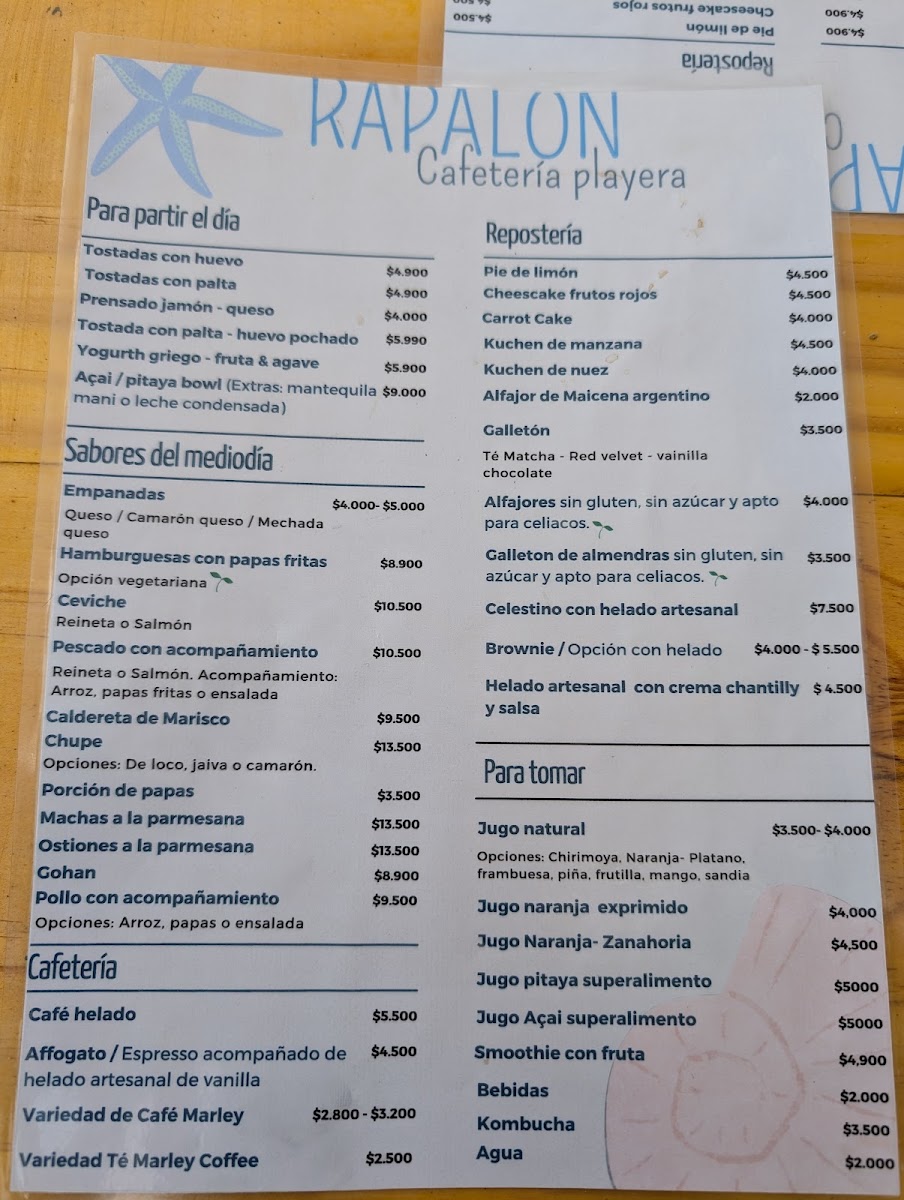 RAPALON
Cafetería playera
Para partir el día
Tostadas con huevo $4.900
Tostadas con palta $4.900
Prensado jamón - queso $4.000
Tostada con palta - huevo pochado $5.990
Yogurth griego - fruta & agave $5.900
Açai / pitaya bowl (Extras: mantequila $9.000
mani o leche condensada)
Sabores del mediodía
Empanadas $4.000- $5.000
Queso / Camarón queso / Mechada
queso
Hamburguesas con papas fritas $8.900
Opción vegetariana
Ceviche $10.500
Reineta o Salmón
Pescado con acompañamiento $10.500
Reineta o Salmón. Acompañamiento:
Arroz, papas fritas o ensalada
Caldereta de Marisco $9.500
Chupe $13.500
Opciones: De loco, jaiva o camarón.
Porción de papas $3.500
Machas a la parmesana $13.500
Ostiones a la parmesana $13.500
Gohan $8.900
Pollo con acompañamiento $9.500
Opciones: Arroz, papas o ensalada
Cafetería
Café helado $5.500
Affogato / Espresso acompañado de $4.500
helado artesanal de vanilla
Variedad de Café Marley $2.800 - $3.200
Variedad Té Marley Coffee $2.500
Repostería
Pie de limón $4.500
Cheescake frutos rojos $4.500
Carrot Cake $4.000
Kuchen de manzana $4.500
Kuchen de nuez $4.000
Alfajor de Maicena argentino $2.000
Galletón $3.500
Té Matcha - Red velvet - vainilla
chocolate
Alfajores sin gluten, sin azúcar y apto $4.000
para celiacos.
Galleton de almendras sin gluten, sin $3.500
azúcar y apto para celiacos.
Celestino con helado artesanal $7.500
Brownie / Opción con helado $4.000 - $ 5.500
Helado artesanal con crema chantilly $ 4.500
y salsa
Para tomar
Jugo natural $3.500- $4.000
Opciones: Chirimoya, Naranja- Platano,
frambuesa, piña, frutilla, mango, sandia
Jugo naranja exprimido $4,000
Jugo Naranja- Zanahoria $4,500
Jugo pitaya superalimento $5000
Jugo Açai superalimento $5000
Smoothie con fruta $4,900
Bebidas $2.000
Kombucha $3.500
Agua $2.000
Repostería
Pie de limón $4.500
Cheescake frutos rojos
$4.900
$4.900